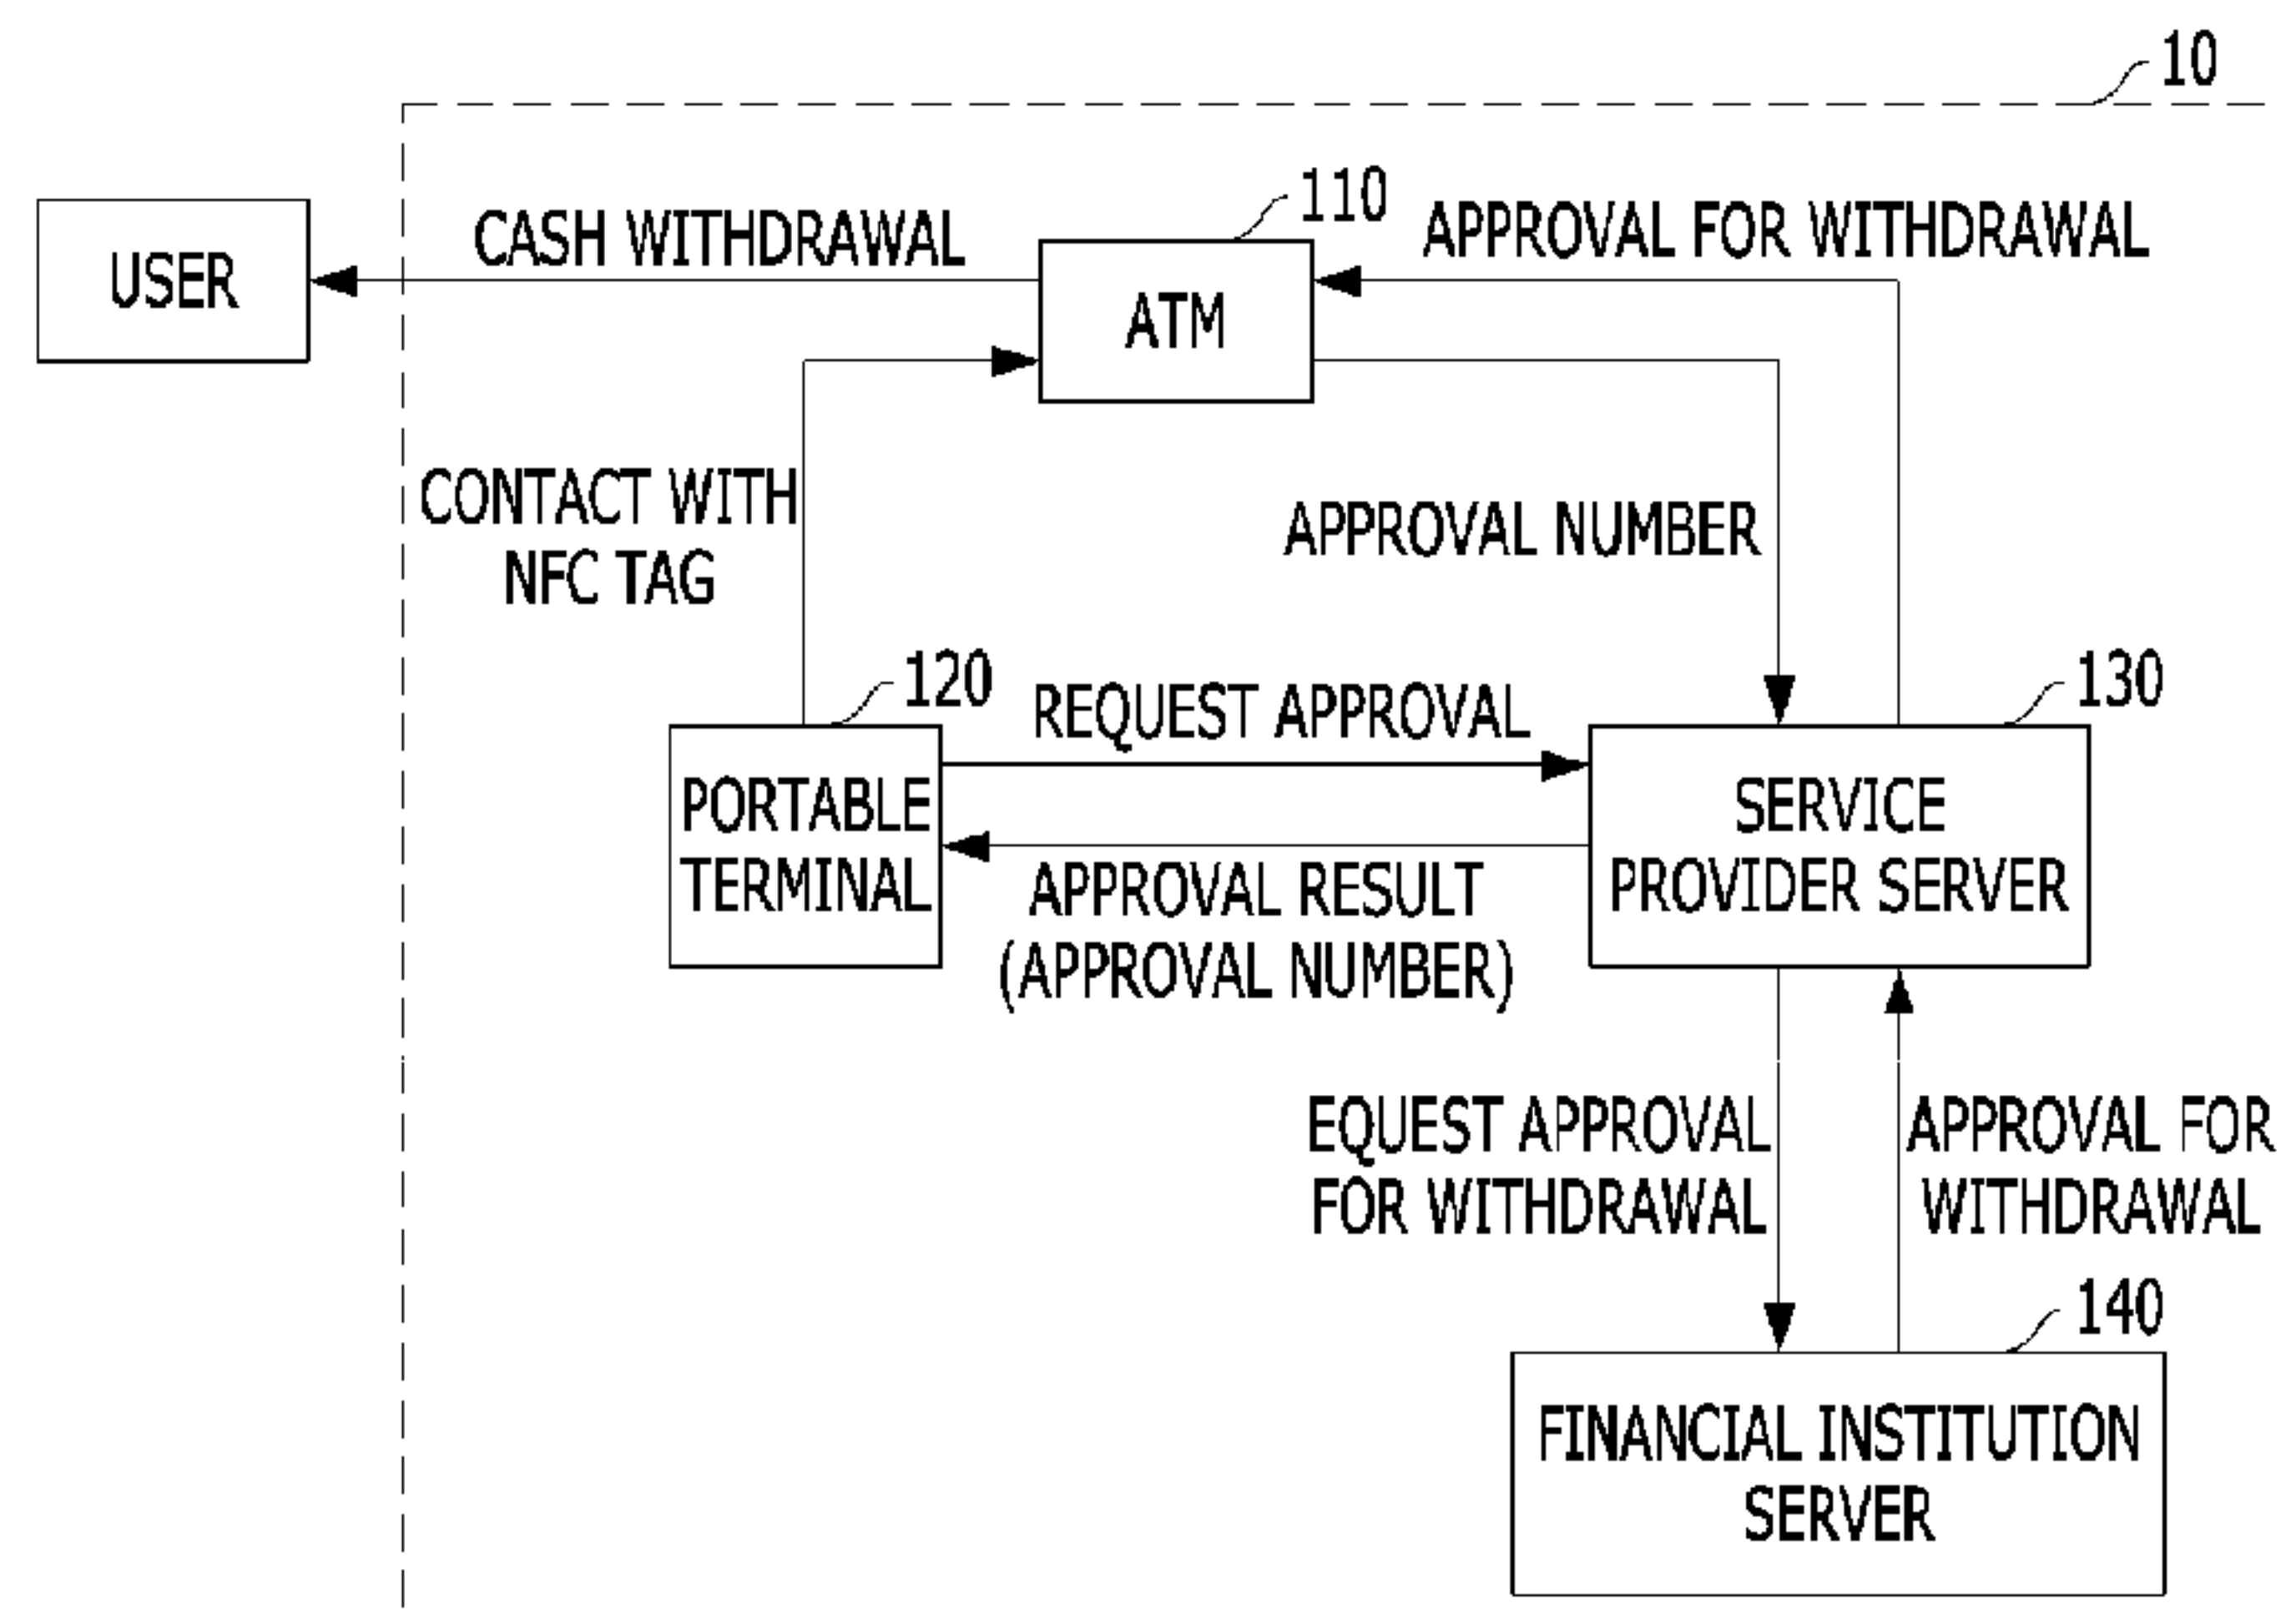 10
110
CASH WITHDRAWAL
APPROVAL FOR WITHDRAWAL
USER
ATM
CONTACT WITH
NFC TAG
APPROVAL NUMBER
120
REQUEST APPROVAL
130
PORTABLE
TERMINAL
SERVICE
PROVIDER SERVER
APPROVAL RESULT
(APPROVAL NUMBER)
EQUEST APPROVAL
FOR WITHDRAWAL
APPROVAL FOR
WITHDRAWAL
140
FINANCIAL INSTITUTION
SERVER